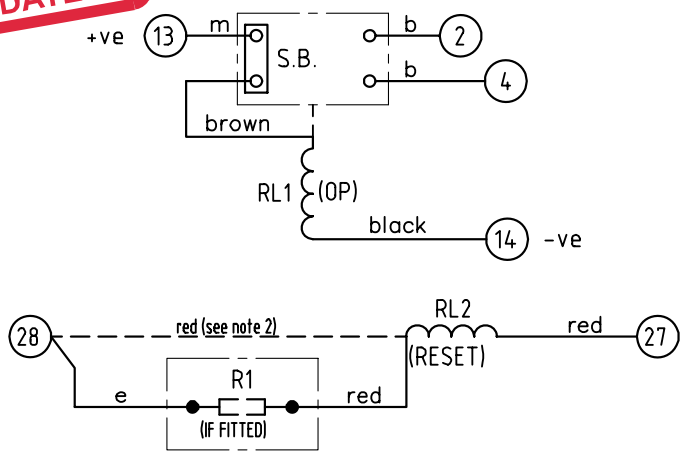 DATE
+ve 13 m S.B. b 2
b 4
T
brown
RL1 (OP)
black 14 -ve
28 red (see note 2) RL2 red 27
(RESET)
R1
e red
(IF FITTED)